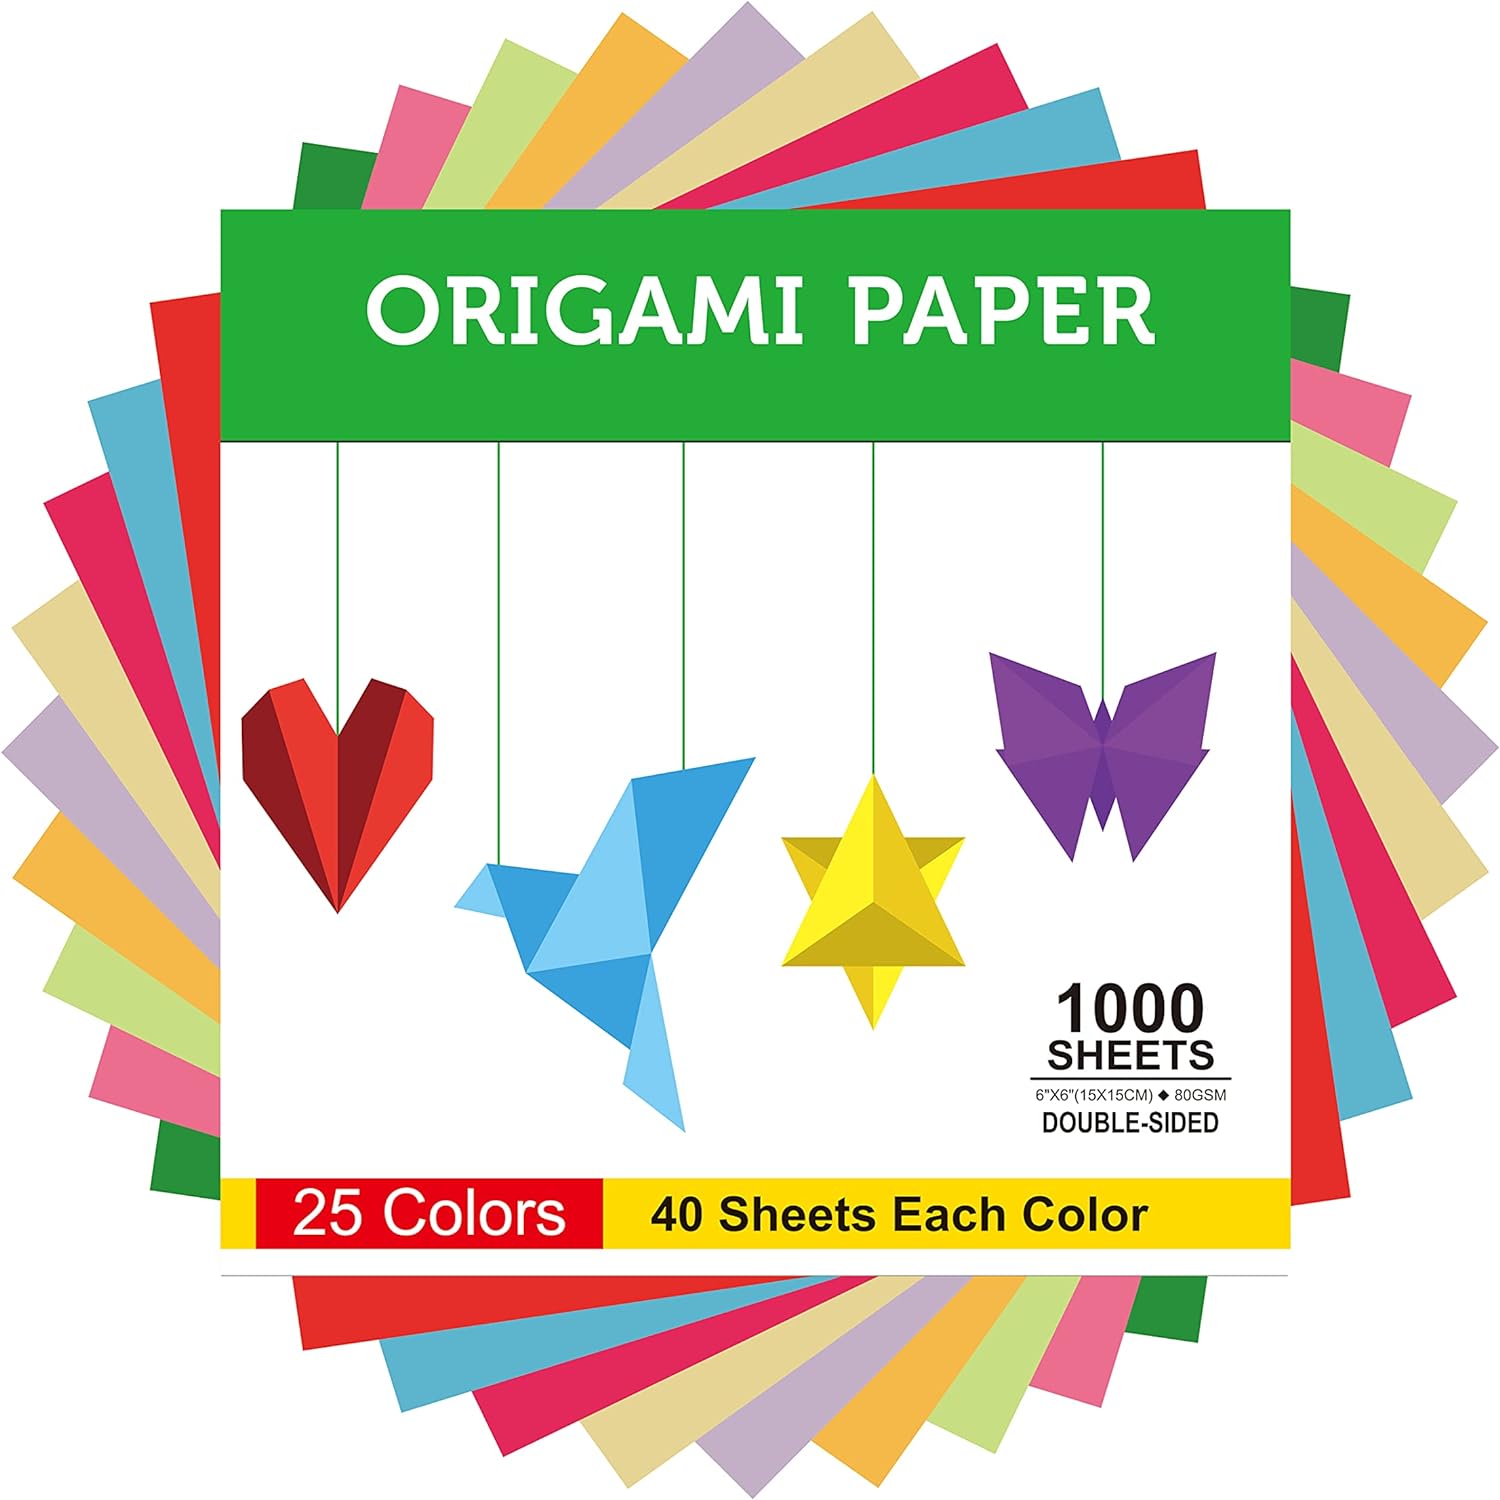 ORIGAMI PAPER
1000
SHEETS
6"X6"(15X15CM) ◆ 80GSM
DOUBLE-SIDED
25 Colors 40 Sheets Each Color